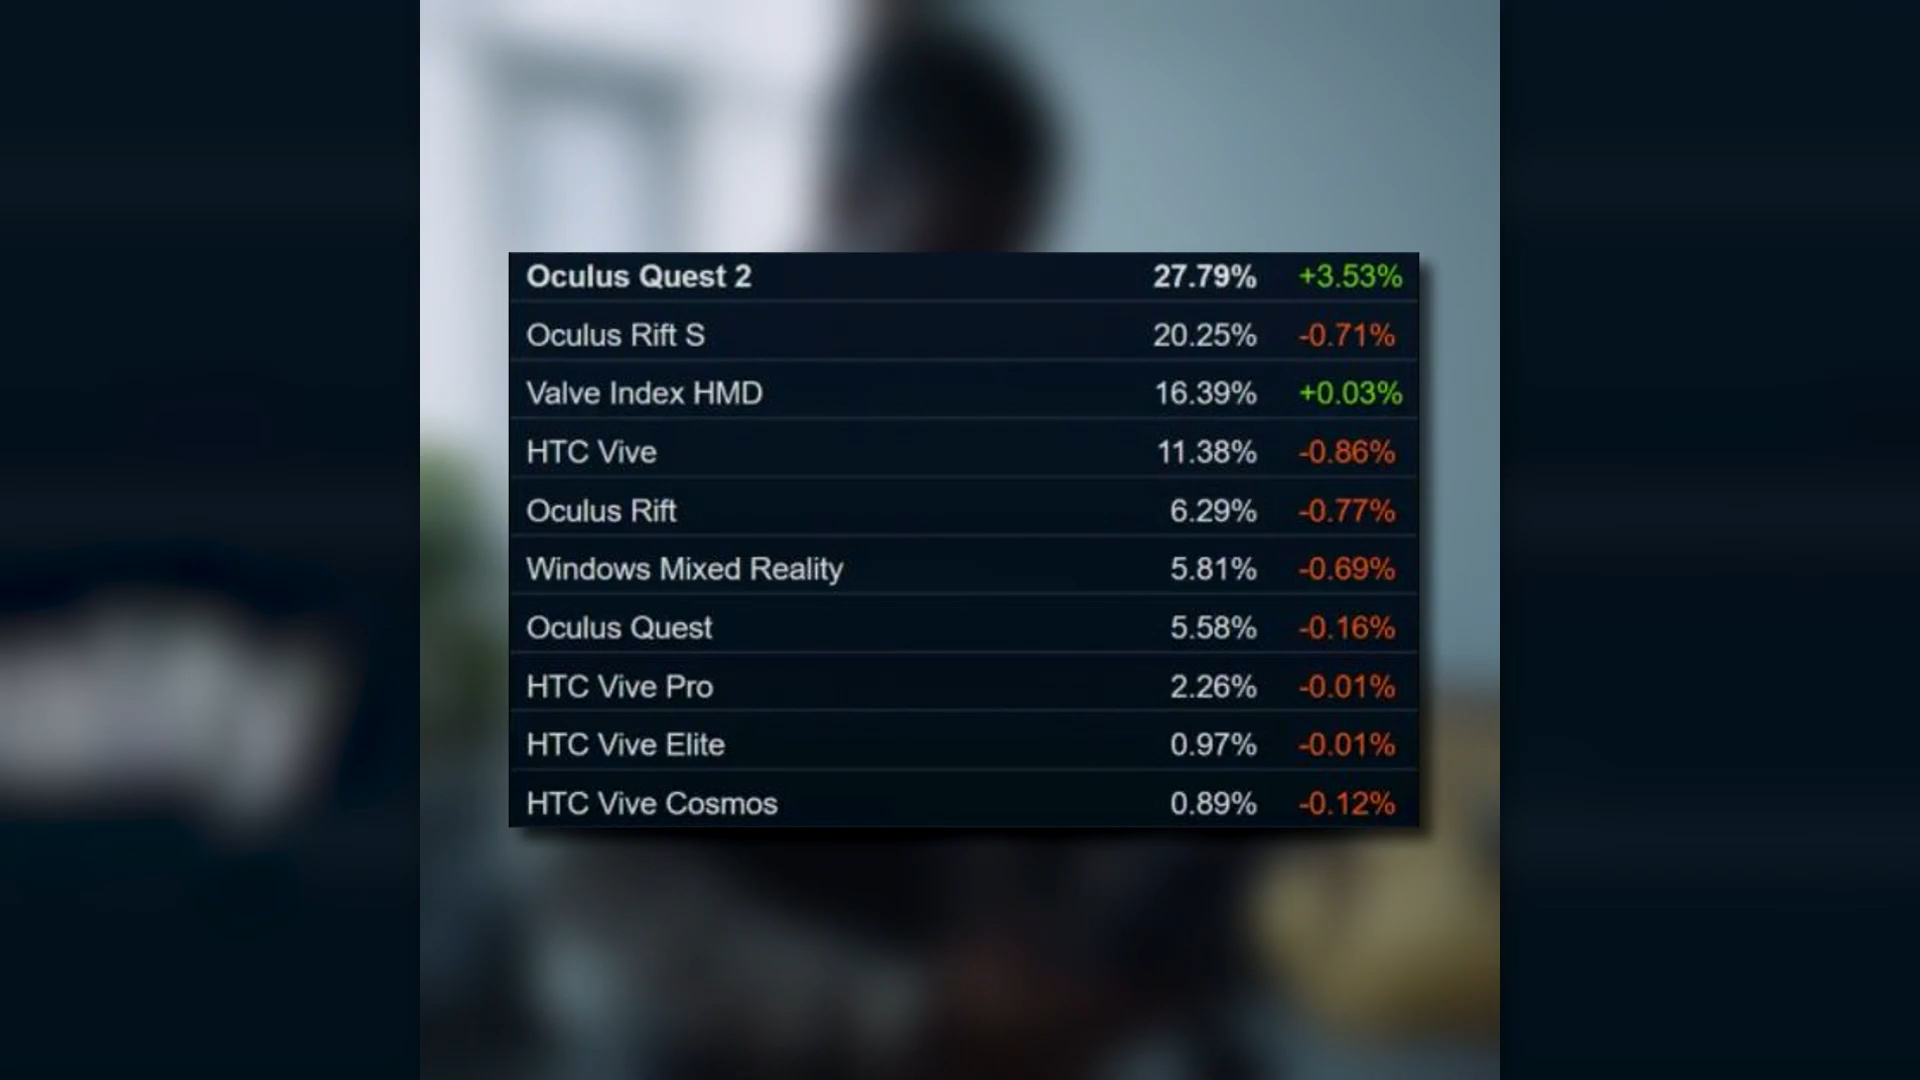 Oculus Quest 2 27.79% +3.53%
Oculus Rift S 20.25% -0.71%
Valve Index HMD 16.39% +0.03%
HTC Vive 11.38% -0.86%
Oculus Rift 6.29% -0.77%
Windows Mixed Reality 5.81% -0.69%
Oculus Quest 5.58% -0.16%
HTC Vive Pro 2.26% -0.01%
HTC Vive Elite 0.97% -0.01%
HTC Vive Cosmos 0.89% -0.12%